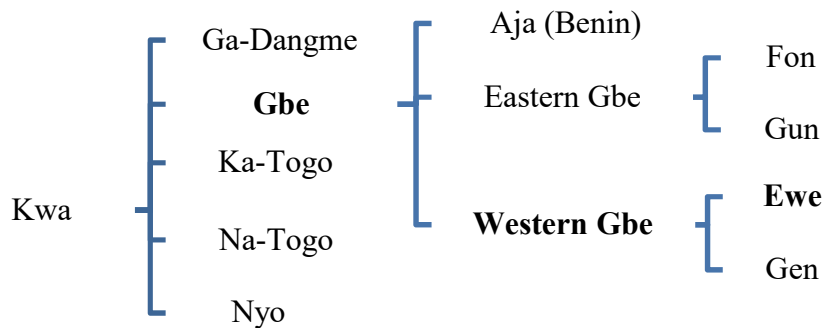 Kwa
Ga-Dangme
Gbe
Ka-Togo
Na-Togo
Nyo
Aja (Benin)
Eastern Gbe
Western Gbe
Fon
Gun
Ewe
Gen